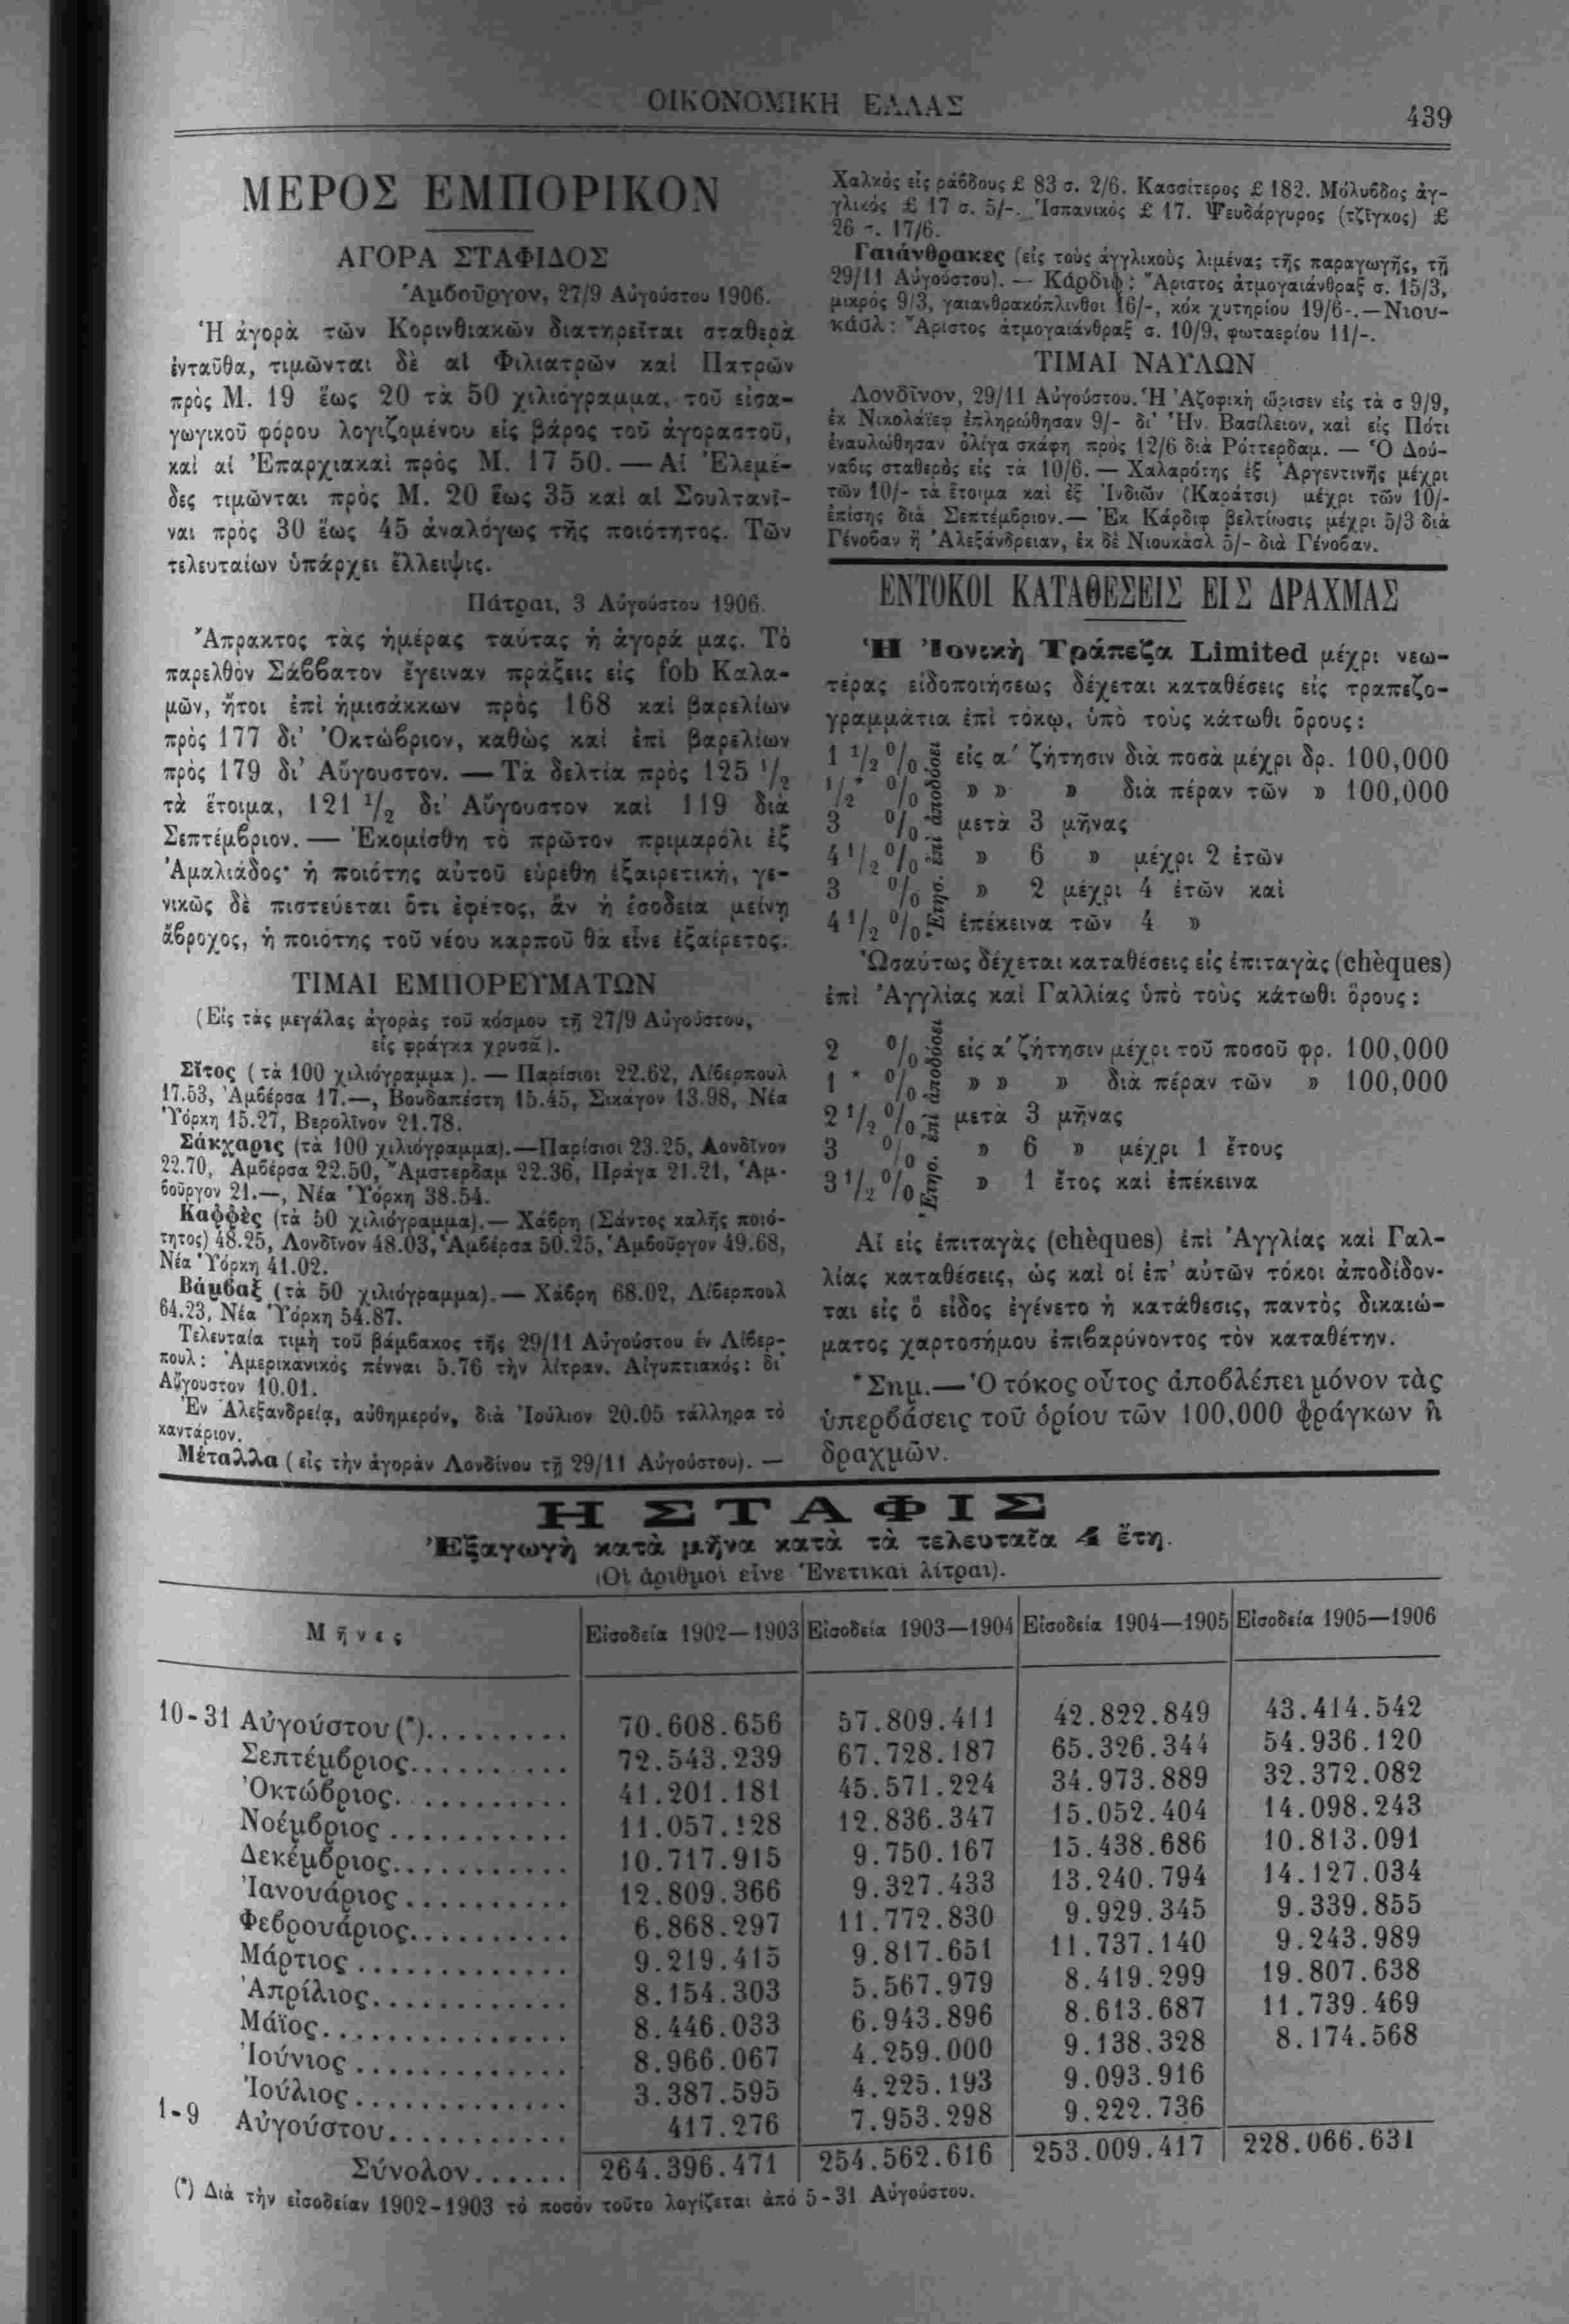 ΟΙΚΟΝΟΜΙΚΗ ΕΛΛΑΣ
439
ΜΕΡΟΣ ΕΜΠΟΡΙΚΟΝ
ΑΓΟΡΑ ΣΤΑΦΙΔΟΣ
Ἁμβοῦργον, 27/9 Αὐγούστου 1906.
Ἡ ἀγορὰ τῶν Κορινθιακῶν διατηρεῖται σταθερὰ
ἐνταῦθα, τιμῶνται δὲ αἱ Φιλιατρῶν καὶ Πατρῶν
πρὸς Μ. 19 ἕως 20 τὰ 50 χιλιόγραμμα, τοῦ εἰσα-
γωγικοῦ φόρου λογιζομένου εἰς βάρος τοῦ ἀγοραστοῦ,
καὶ αἱ Ἐπαρχιακαὶ πρὸς Μ. 17 50. — Αἱ Ἐλεμέ-
δες τιμῶνται πρὸς Μ. 20 ἕως 35 καὶ αἱ Σουλτανῖ-
ναι πρὸς 30 ἕως 45 ἀναλόγως τῆς ποιότητος. Τῶν
τελευταίων ὑπάρχει ἔλλειψις.
Πάτραι, 3 Αὐγούστου 1906.
Ἄπρακτος τὰς ἡμέρας ταύτας ἡ ἀγορά μας. Τὸ
παρελθὸν Σάββατον ἔγειναν πράξεις εἰς fob Καλα-
μῶν, ἤτοι ἐπὶ ἡμισάκκων πρὸς 168 καὶ βαρελίων
πρὸς 177 δι' Ὀκτώβριον, καθὼς καὶ ἐπὶ βαρελίων
πρὸς 179 δι' Αὔγουστον. — Τὰ δελτία πρὸς 125 1/2
τὰ ἕτοιμα, 121 1/2 δι' Αὔγουστον καὶ 119 διὰ
Σεπτέμβριον. — Ἐκομίσθη τὸ πρῶτον πριμαρόλι ἐξ
Ἀμαλιάδος· ἡ ποιότης αὐτοῦ εὑρέθη ἐξαιρετική, γε-
νικῶς δὲ πιστεύεται ὅτι ἐφέτος, ἂν ἡ ἐσοδεία μείνῃ
ἄβροχος, ἡ ποιότης τοῦ νέου καρποῦ θὰ εἶνε ἐξαίρετος.
ΤΙΜΑΙ ΕΜΠΟΡΕΥΜΑΤΩΝ
(Εἰς τὰς μεγάλας ἀγορὰς τοῦ κόσμου τῇ 27/9 Αὐγούστου,
εἰς φράγκα χρυσᾶ).
Σῖτος (τὰ 100 χιλιόγραμμα). — Παρίσιοι 22.62, Λίβερπουλ
17.53, Ἀμβέρσα 17.—, Βουδαπέστη 15.45, Σικάγον 13.98, Νέα
Ὑόρκη 15.27, Βερολῖνον 21.78.
Σάκχαρις (τὰ 100 χιλιόγραμμα).—Παρίσιοι 23.25, Λονδῖνον
22.70, Ἀμβέρσα 22.50, Ἄμστερδαμ 22.36, Πράγα 21.21, Ἁμ-
βοῦργον 21.—, Νέα Ὑόρκη 38.54.
Καφφὲς (τὰ 50 χιλιόγραμμα).— Χάβρη (Σάντος καλῆς ποιό-
τητος) 48.25, Λονδῖνον 48.03, Ἀμβέρσα 50.25, Ἁμβοῦργον 49.68,
Νέα Ὑόρκη 41.02.
Βάμβαξ (τὰ 50 χιλιόγραμμα).— Χάβρη 68.02, Λίβερπουλ
64.23, Νέα Ὑόρκη 54.87.
Τελευταία τιμὴ τοῦ βάμβακος τῆς 29/11 Αὐγούστου ἐν Λίβερ-
πουλ: Ἀμερικανικὸς πένναι 5.76 τὴν λίτραν. Αἰγυπτιακός: δι'
Αὔγουστον 10.01.
Ἐν Ἀλεξανδρείᾳ, αὐθημερόν, διὰ Ἰούλιον 20.05 τάλληρα τὸ
καντάριον.
Μέταλλα (εἰς τὴν ἀγορὰν Λονδίνου τῇ 29/11 Αὐγούστου). —
Χαλκὸς εἰς ράβδους £ 83 σ. 2/6. Κασσίτερος £ 182. Μόλυβδος ἀγ-
γλικὸς £ 17 σ. 5/-. Ἰσπανικὸς £ 17. Ψευδάργυρος (τζίγκος) £
26 σ. 17/6.
Γαιάνθρακες (εἰς τοὺς ἀγγλικοὺς λιμένας τῆς παραγωγῆς, τῇ
29/11 Αὐγούστου). — Κάρδιφ: Ἄριστος ἀτμογαιάνθραξ σ. 15/3,
μικρὸς 9/3, γαιανθρακόπλινθοι 16/-, κὸκ χυτηρίου 19/6-.—Νιου-
κάσλ: Ἄριστος ἀτμογαιάνθραξ σ. 10/9, φωταερίου 11/-.
ΤΙΜΑΙ ΝΑΥΛΩΝ
Λονδῖνον, 29/11 Αὐγούστου. Ἡ Ἀζοφικὴ ὥρισεν εἰς τὰ σ 9/9,
ἐκ Νικολάϊεφ ἐπληρώθησαν 9/- δι' Ἡν. Βασίλειον, καὶ εἰς Πότι
ἐναυλώθησαν ὀλίγα σκάφη πρὸς 12/6 διὰ Ρόττερδαμ. — Ὁ Δού-
ναβις σταθερὸς εἰς τὰ 10/6. — Χαλαρότης ἐξ Ἀργεντινῆς μέχρι
τῶν 10/- τὰ ἕτοιμα καὶ ἐξ Ἰνδιῶν (Καράτσι) μέχρι τῶν 10/-
ἐπίσης διὰ Σεπτέμβριον.— Ἐκ Κάρδιφ βελτίωσις μέχρι 5/3 διὰ
Γένοβαν ἢ Ἀλεξάνδρειαν, ἐκ δὲ Νιουκάσλ 5/- διὰ Γένοβαν.
ΕΝΤΟΚΟΙ ΚΑΤΑΘΕΣΕΙΣ ΕΙΣ ΔΡΑΧΜΑΣ
Ἡ Ἰονικὴ Τράπεζα Limited μέχρι νεω-
τέρας εἰδοποιήσεως δέχεται καταθέσεις εἰς τραπεζο-
γραμμάτια ἐπὶ τόκῳ, ὑπὸ τοὺς κάτωθι ὅρους:
Ἐτησ. ἐπὶ ἀποδόσει
1 1/2 % εἰς α' ζήτησιν διὰ ποσὰ μέχρι δρ. 100,000
1/2* % » » » διὰ πέραν τῶν » 100,000
3 % μετὰ 3 μῆνας
4 1/2 % » 6 » μέχρι 2 ἐτῶν
3 % » 2 μέχρι 4 ἐτῶν καὶ
4 1/2 % ἐπέκεινα τῶν 4 »
Ὡσαύτως δέχεται καταθέσεις εἰς ἐπιταγὰς (chèques)
ἐπὶ Ἀγγλίας καὶ Γαλλίας ὑπὸ τοὺς κάτωθι ὅρους:
Ἐτησ. ἐπὶ ἀποδόσει
2 % εἰς α' ζήτησιν μέχρι τοῦ ποσοῦ φρ. 100,000
1 * % » » » διὰ πέραν τῶν » 100,000
2 1/2 % μετὰ 3 μῆνας
3 % » 6 » μέχρι 1 ἔτους
3 1/2 % » 1 ἔτος καὶ ἐπέκεινα
Αἱ εἰς ἐπιταγὰς (chèques) ἐπὶ Ἀγγλίας καὶ Γαλ-
λίας καταθέσεις, ὡς καὶ οἱ ἐπ' αὐτῶν τόκοι ἀποδίδον-
ται εἰς ὃ εἶδος ἐγένετο ἡ κατάθεσις, παντὸς δικαιώ-
ματος χαρτοσήμου ἐπιβαρύνοντος τὸν καταθέτην.
* Σημ.— Ὁ τόκος οὗτος ἀποβλέπει μόνον τὰς
ὑπερβάσεις τοῦ ὁρίου τῶν 100,000 φράγκων ἢ
δραχμῶν.
Η ΣΤΑΦΙΣ
Ἐξαγωγὴ κατὰ μῆνα κατὰ τὰ τελευταῖα 4 ἔτη.
(Οἱ ἀριθμοὶ εἶνε Ἑνετικαὶ λίτραι).
Μῆνες Εἰσοδεία 1902—1903 Εἰσοδεία 1903—1904 Εἰσοδεία 1904—1905 Εἰσοδεία 1905—1906
10-31 Αὐγούστου (*)......... 70.608.656 57.809.411 42.822.849 43.414.542
Σεπτέμβριος.......... 72.543.239 67.728.187 65.326.344 54.936.120
Ὀκτώβριος........... 41.201.181 45.571.224 34.973.889 32.372.082
Νοέμβριος........... 11.057.128 12.836.347 15.052.404 14.098.243
Δεκέμβριος........... 10.717.915 9.750.167 15.438.686 10.813.091
Ἰανουάριος.......... 12.809.366 9.327.433 13.240.794 14.127.034
Φεβρουάριος.......... 6.868.297 11.772.830 9.929.345 9.339.855
Μάρτιος............. 9.219.415 9.817.651 11.737.140 9.243.989
Ἀπρίλιος............ 8.154.303 5.567.979 8.419.299 19.807.638
Μάϊος............... 8.446.033 6.943.896 8.613.687 11.739.469
Ἰούνιος............. 8.966.067 4.259.000 9.138.328 8.174.568
Ἰούλιος............. 3.387.595 4.225.193 9.093.916
1-9 Αὐγούστου........... 417.276 7.953.298 9.222.736
Σύνολον...... 264.396.471 254.562.616 253.009.417 228.066.631
(*) Διὰ τὴν εἰσοδείαν 1902-1903 τὸ ποσὸν τοῦτο λογίζεται ἀπὸ 5-31 Αὐγούστου.